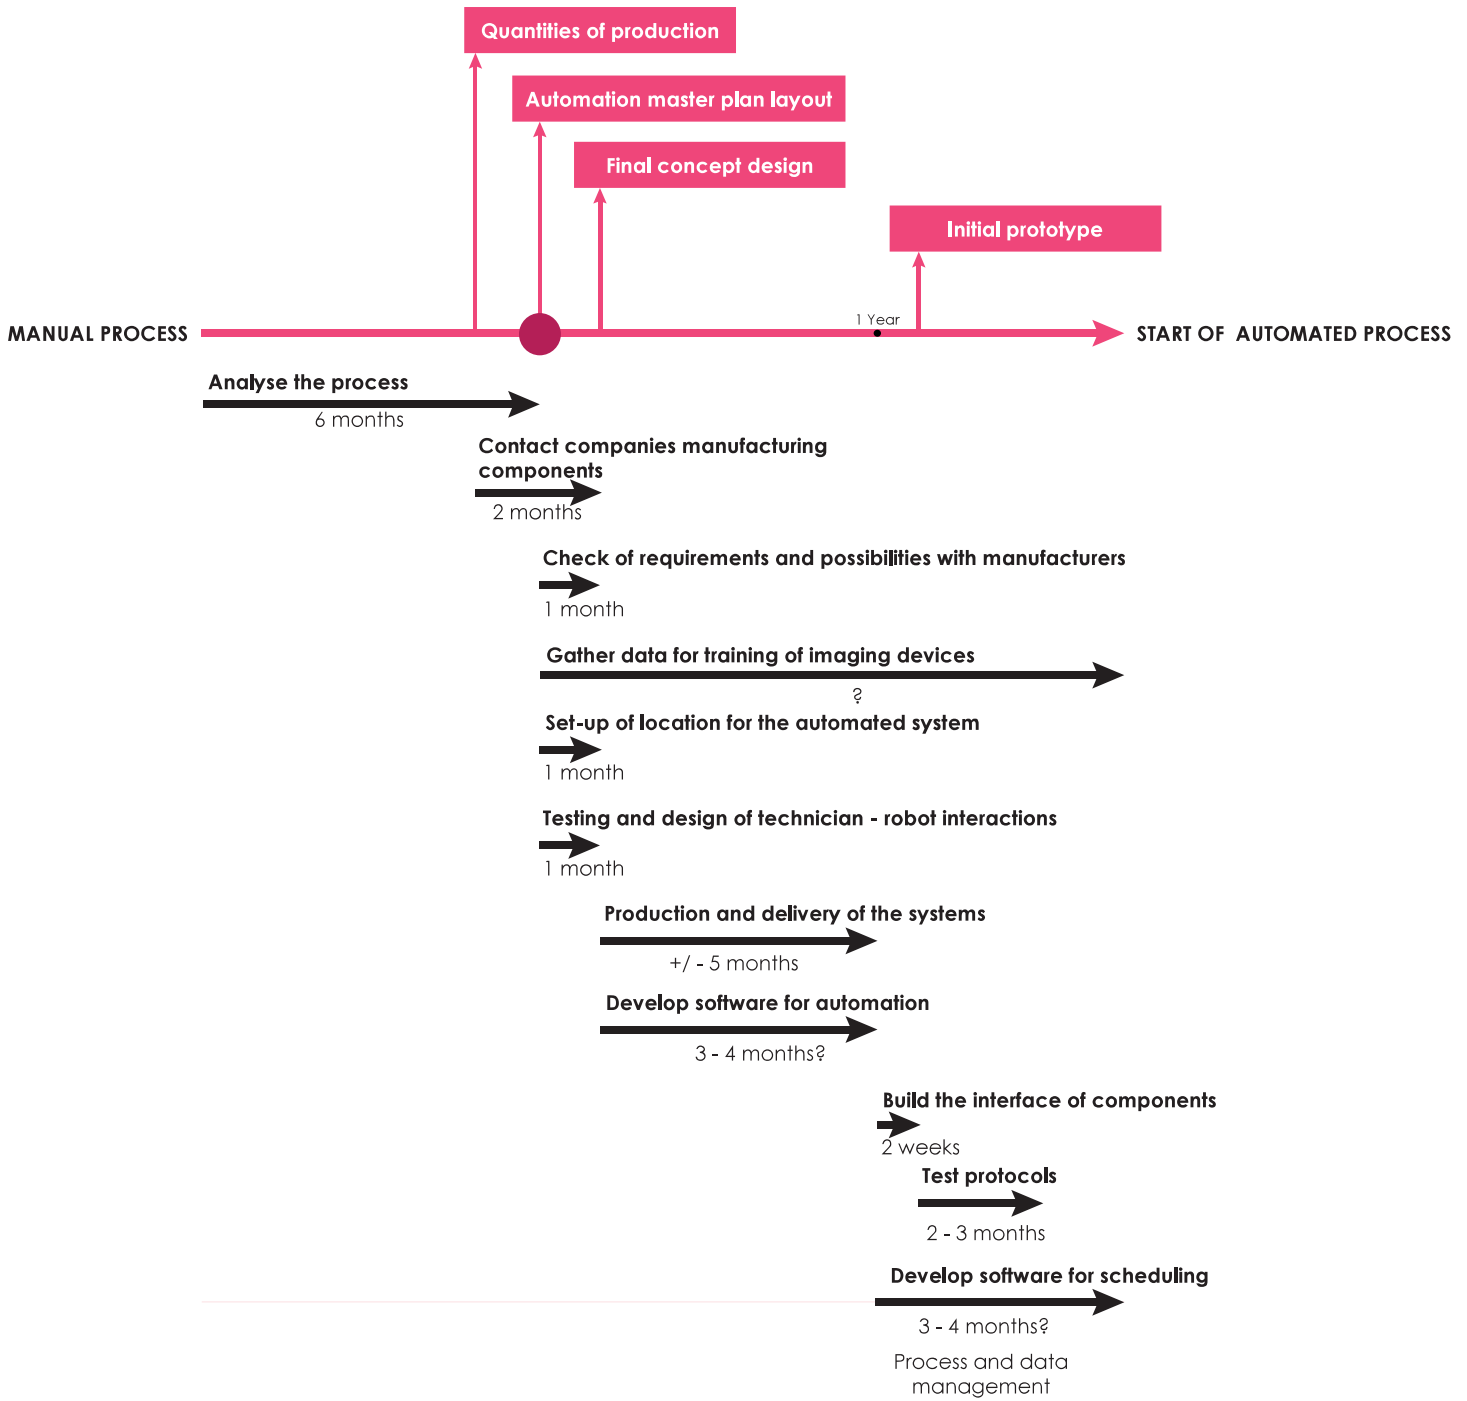 Quantities of production
Automation master plan layout
Final concept design
Initial prototype
1 Year
MANUAL PROCESS
START OF AUTOMATED PROCESS
Analyse the process
6 months
Contact companies manufacturing
components
2 months
Check of requirements and possibilities with manufacturers
1 month
Gather data for training of imaging devices
?
Set-up of location for the automated system
1 month
Testing and design of technician - robot interactions
1 month
Production and delivery of the systems
+/ - 5 months
Develop software for automation
3 - 4 months?
Build the interface of components
2 weeks
Test protocols
2 - 3 months
Develop software for scheduling
3 - 4 months?
Process and data
management